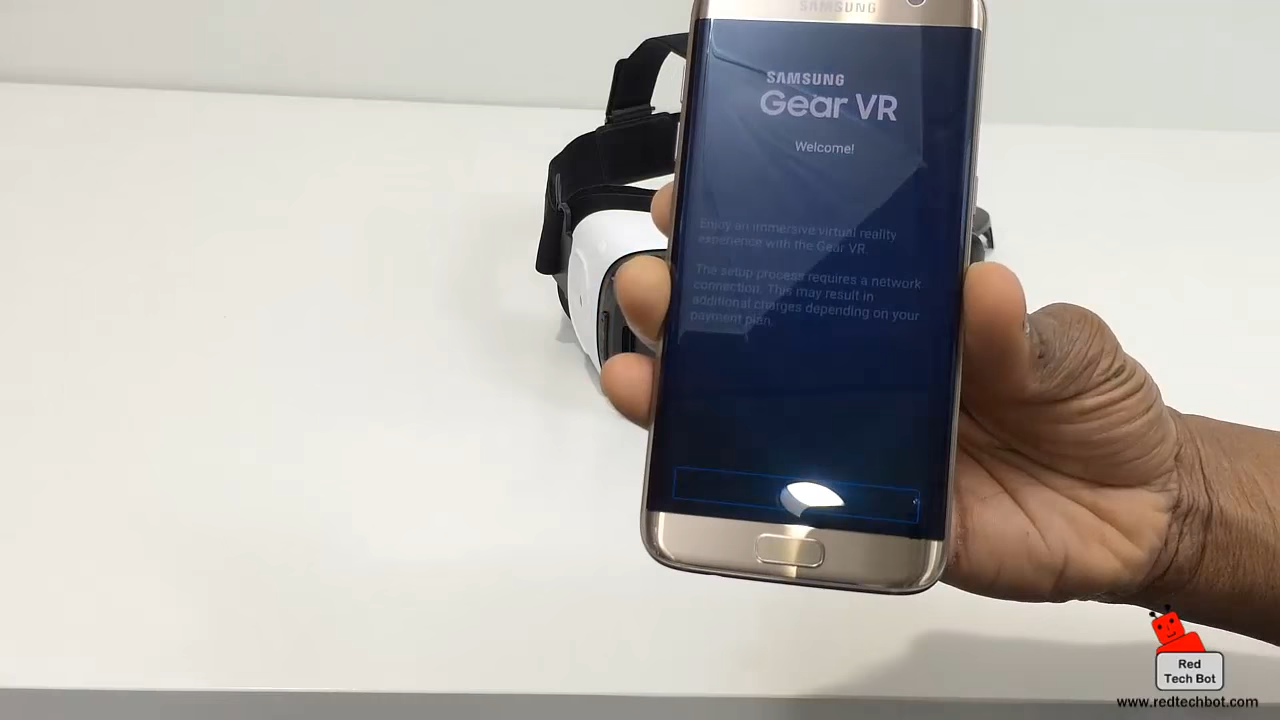 SAMSUNG
SAMSUNG
Gear VR
Welcome!
Enjoy an immersive virtual reality
experience with the Gear VR.
The setup process requires a network
connection. This may result in
additional charges depending on your
payment plan.
Red
Tech Bot
www.redtechbot.com